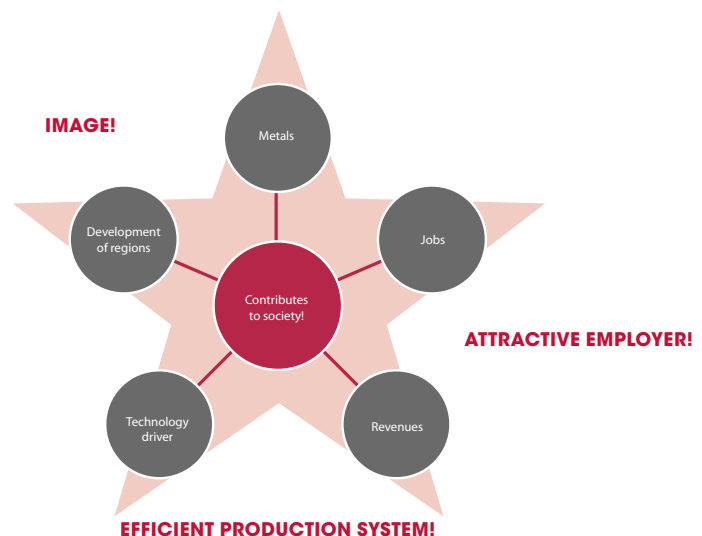 IMAGE!
Metals
Development
of regions
Jobs
Contributes
to society!
ATTRACTIVE EMPLOYER!
Technology
driver
Revenues
EFFICIENT PRODUCTION SYSTEM!